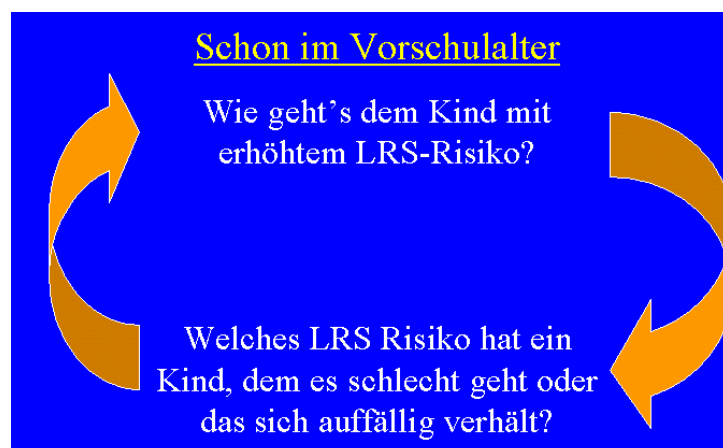 Schon im Vorschulalter
Wie geht's dem Kind mit
erhöhtem LRS-Risiko?
Welches LRS Risiko hat ein
Kind, dem es schlecht geht oder
das sich auffällig verhält?